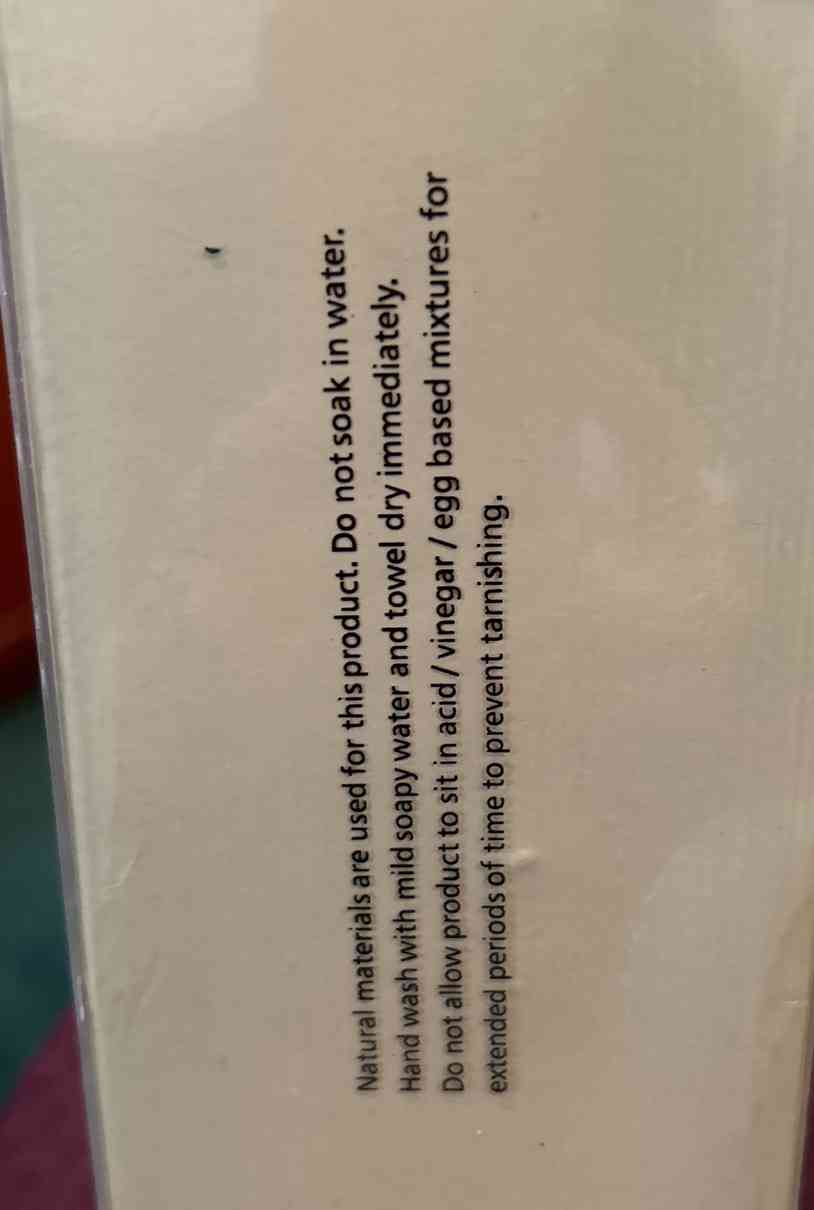 Natural materials are used for this product. Do not soak in water.
Hand wash with mild soapy water and towel dry immediately.
Do not allow product to sit in acid / vinegar / egg based mixtures for
extended periods of time to prevent tarnishing.